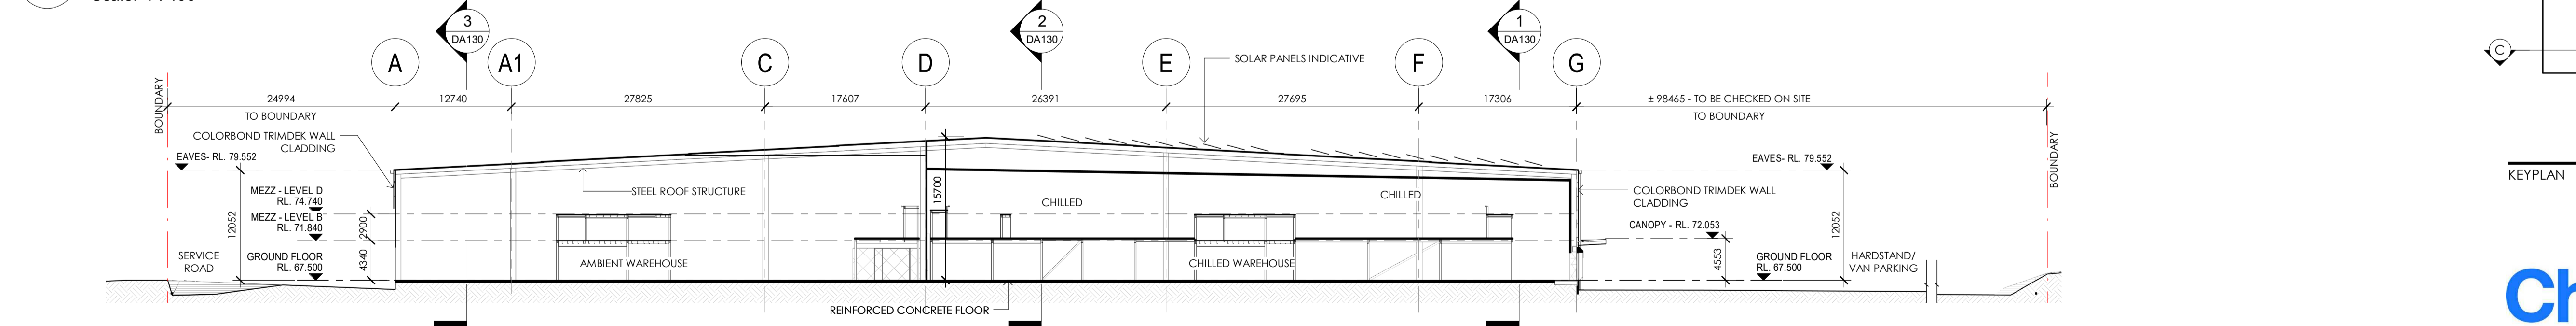 3
DA130
2
DA130
1
DA130
C
A
A1
C
D
E
F
G
SOLAR PANELS INDICATIVE
BOUNDARY
24994
12740
27825
17607
26391
27695
17306
± 98465 - TO BE CHECKED ON SITE
TO BOUNDARY
TO BOUNDARY
COLORBOND TRIMDEK WALL
CLADDING
EAVES- RL. 79.552
EAVES- RL. 79.552
BOUNDARY
KEYPLAN
MEZZ - LEVEL D
RL. 74.740
STEEL ROOF STRUCTURE
15700
CHILLED
CHILLED
COLORBOND TRIMDEK WALL
CLADDING
MEZZ - LEVEL B
RL. 71.840
12052
2900
CANOPY - RL. 72.053
12052
SERVICE
ROAD
GROUND FLOOR
RL. 67.500
4340
AMBIENT WAREHOUSE
CHILLED WAREHOUSE
4553
GROUND FLOOR
RL. 67.500
HARDSTAND/
VAN PARKING
REINFORCED CONCRETE FLOOR